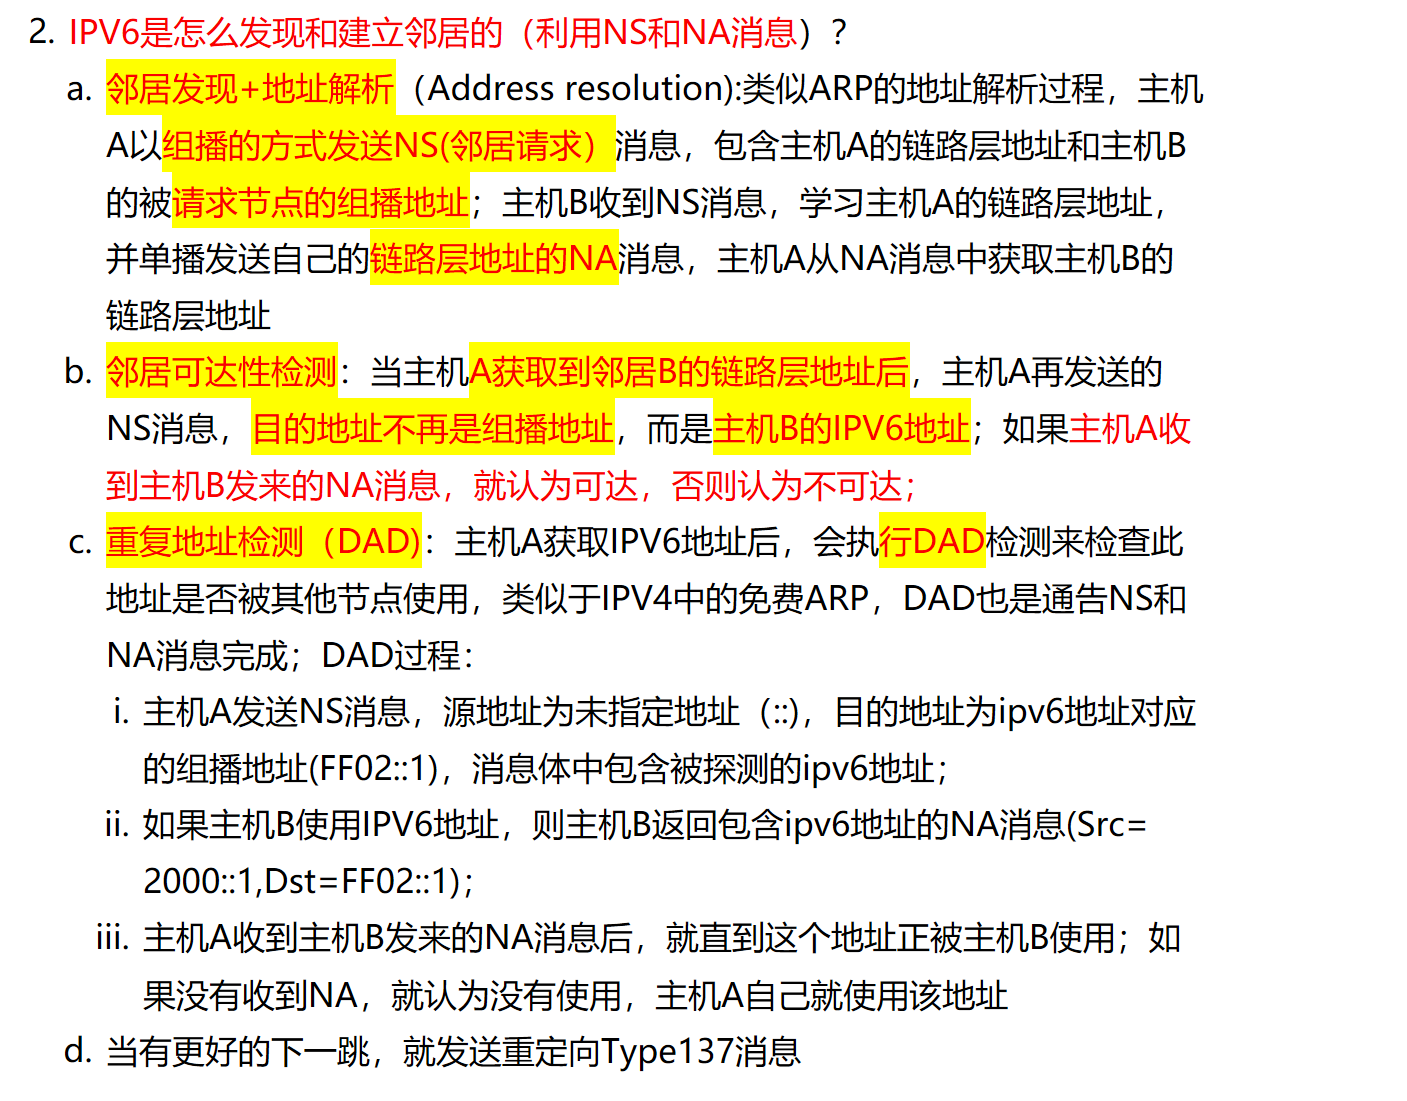 2. IPV6是怎么发现和建立邻居的（利用NS和NA消息）？
a. 邻居发现+地址解析（Address resolution):类似ARP的地址解析过程，主机
A以组播的方式发送NS(邻居请求）消息，包含主机A的链路层地址和主机B
的被请求节点的组播地址；主机B收到NS消息，学习主机A的链路层地址，
并单播发送自己的链路层地址的NA消息，主机A从NA消息中获取主机B的
链路层地址
b. 邻居可达性检测：当主机A获取到邻居B的链路层地址后，主机A再发送的
NS消息，目的地址不再是组播地址，而是主机B的IPV6地址；如果主机A收
到主机B发来的NA消息，就认为可达，否则认为不可达；
c. 重复地址检测（DAD)：主机A获取IPV6地址后，会执行DAD检测来检查此
地址是否被其他节点使用，类似于IPV4中的免费ARP，DAD也是通告NS和
NA消息完成；DAD过程：
i. 主机A发送NS消息，源地址为未指定地址（::)，目的地址为ipv6地址对应
的组播地址(FF02::1)，消息体中包含被探测的ipv6地址；
ii. 如果主机B使用IPV6地址，则主机B返回包含ipv6地址的NA消息(Src=
2000::1,Dst=FF02::1)；
iii. 主机A收到主机B发来的NA消息后，就直到这个地址正被主机B使用；如
果没有收到NA，就认为没有使用，主机A自己就使用该地址
d. 当有更好的下一跳，就发送重定向Type137消息